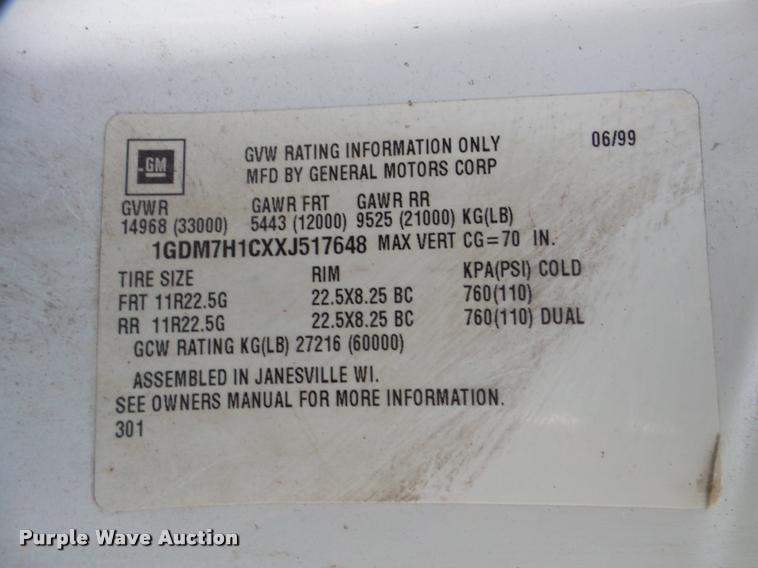 GM
GVW RATING INFORMATION ONLY 06/99
MFD BY GENERAL MOTORS CORP
GVWR GAWR FRT GAWR RR
14968 (33000) 5443 (12000) 9525 (21000) KG(LB)
1GDM7H1CXXJ517648 MAX VERT CG=70 IN.
TIRE SIZE RIM KPA(PSI) COLD
FRT 11R22.5G 22.5X8.25 BC 760(110)
RR 11R22.5G 22.5X8.25 BC 760(110) DUAL
GCW RATING KG(LB) 27216 (60000)
ASSEMBLED IN JANESVILLE WI.
SEE OWNERS MANUAL FOR MORE INFORMATION.
301
Purple Wave Auction